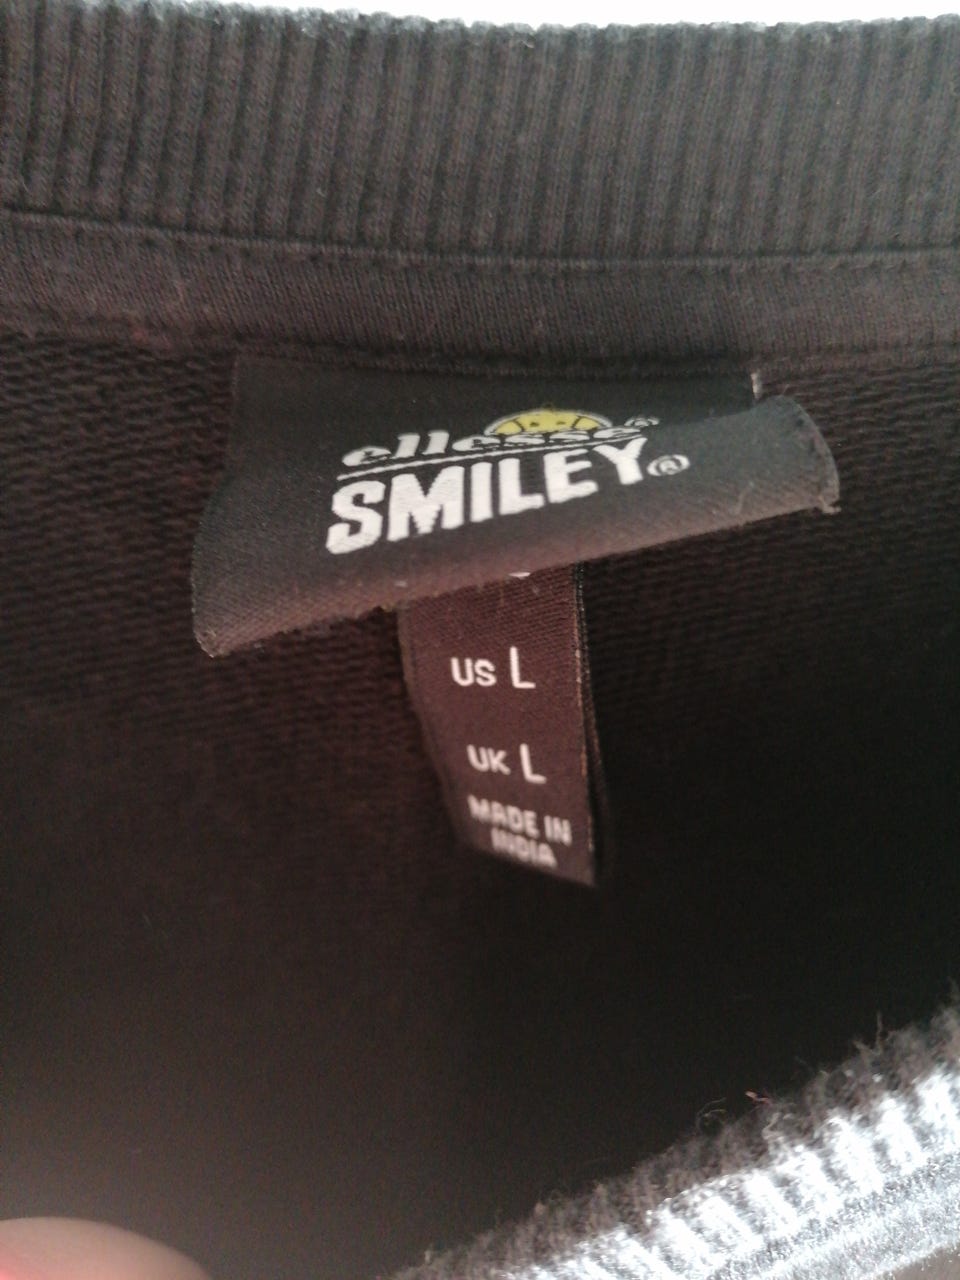 ellesse®
SMILEY®
US L
UK L
MADE IN
INDIA